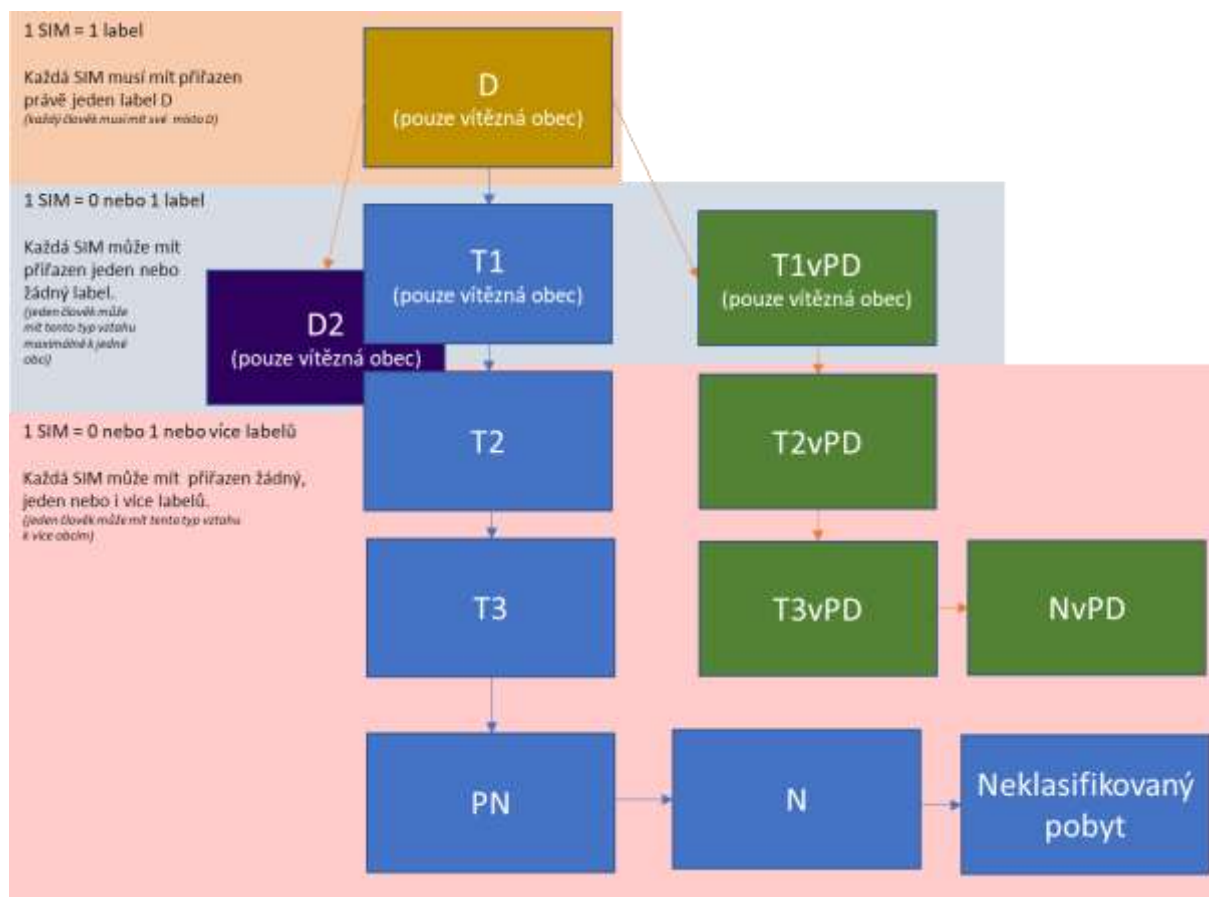 1 SIM = 1 label
Každá SIM musí mít přiřazen
právě jeden label D
(každý člověk musí mít své místo D)
D
(pouze vítězná obec)
1 SIM = 0 nebo 1 label
Každá SIM může mít
přiřazen jeden nebo
žádný label.
(jeden člověk může
mít tento typ vztahu
maximálně k jedné
obci)
D2
(pouze vítězná obec)
T1
(pouze vítězná obec)
T1vPD
(pouze vítězná obec)
1 SIM = 0 nebo 1 nebo více labelů
Každá SIM může mít přiřazen žádný,
jeden nebo i více labelů.
(jeden člověk může mít tento typ vztahu
k více obcím)
T2
T2vPD
T3
T3vPD
NvPD
PN
N
Neklasifikovaný
pobyt